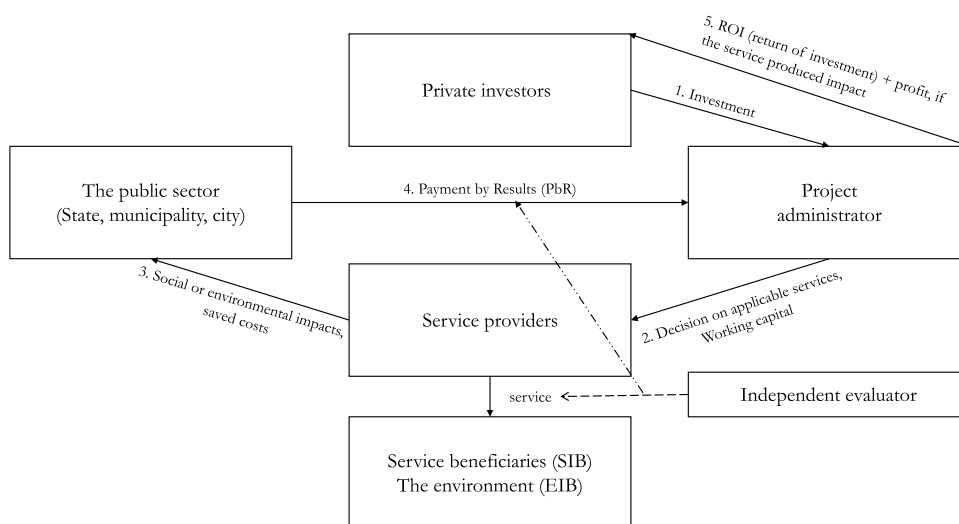 5. ROI (return of investment) + profit, if
the service produced impact
Private investors
1. Investment
The public sector
(State, municipality, city)
4. Payment by Results (PbR)
Project
administrator
3. Social or environmental impacts,
saved costs
Service providers
2. Decision on applicable services,
Working capital
service
Independent evaluator
Service beneficiaries (SIB)
The environment (EIB)